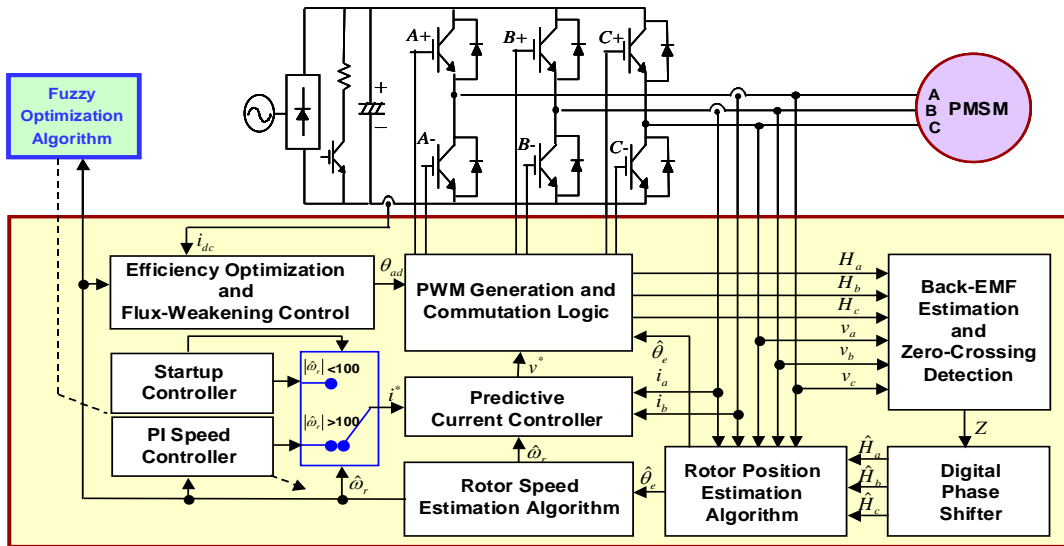 A+
B+
C+
+
−
A-
B-
C-
Fuzzy
Optimization
Algorithm
A
B
C
PMSM
i_dc
Efficiency Optimization
and
Flux-Weakening Control
θ_ad
PWM Generation and
Commutation Logic
H_a
H_b
H_c
v_a
v_b
v_c
Back-EMF
Estimation
and
Zero-Crossing
Detection
Startup
Controller
|ω̂_r| <100
|ω̂_r| >100
i*
v*
θ̂_e
i_a
i_b
Predictive
Current Controller
PI Speed
Controller
ω̂_r
ω̂_r
Rotor Speed
Estimation Algorithm
θ̂_e
Rotor Position
Estimation
Algorithm
Z
Ĥ_a
Ĥ_b
Ĥ_c
Digital
Phase
Shifter